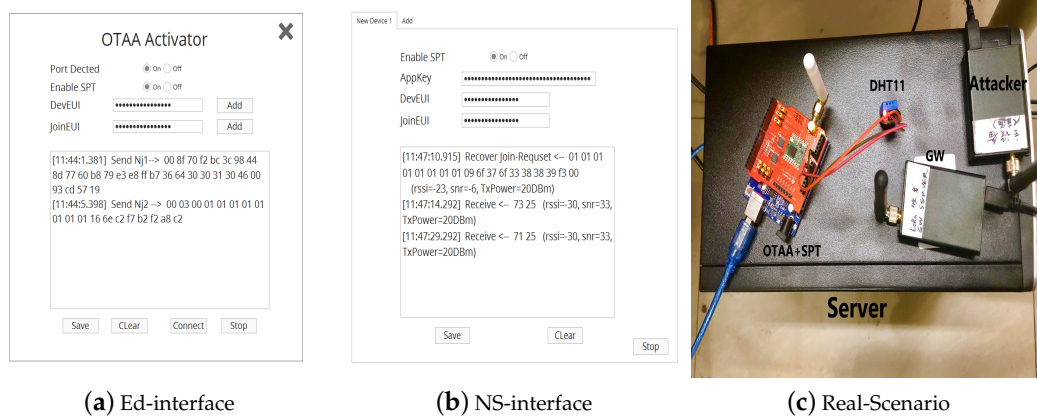 OTAA Activator
Port Dected On Off
Enable SPT On Off
DevEUI •••••••••••••••• Add
JoinEUI •••••••••••••••• Add
[11:44:1.381] Send Nj1--> 00 8f 70 f2 bc 3c 98 44
8d 77 60 b8 79 e3 e8 ff b7 36 64 30 30 31 30 46 00
93 cd 57 19
[11:44:5.398] Send Nj2 --> 00 03 00 01 01 01 01 01
01 01 01 16 6e c2 f7 b2 f2 a8 c2
Save CLear Connect Stop
(a) Ed-interface
New Device 1 Add
Enable SPT On Off
AppKey ••••••••••••••••••••••••••••••••
DevEUI ••••••••••••••••
JoinEUI ••••••••••••••••
[11:47:10.915] Recover Join-Requset <-- 01 01 01
01 01 01 01 01 09 6f 37 6f 33 38 38 39 f3 00
(rssi=-23, snr=-6, TxPower=20DBm)
[11:47:14.292] Receive <-- 73 25 (rssi=-30, snr=33,
TxPower=20DBm)
[11:47:29.292] Receive <-- 71 25 (rssi=-30, snr=33,
TxPower=20DBm)
Save CLear
Stop
(b) NS-interface
DHT11
Attacker
GW
LoRa
GW SERVER
OTAA+SPT
Server
(c) Real-Scenario